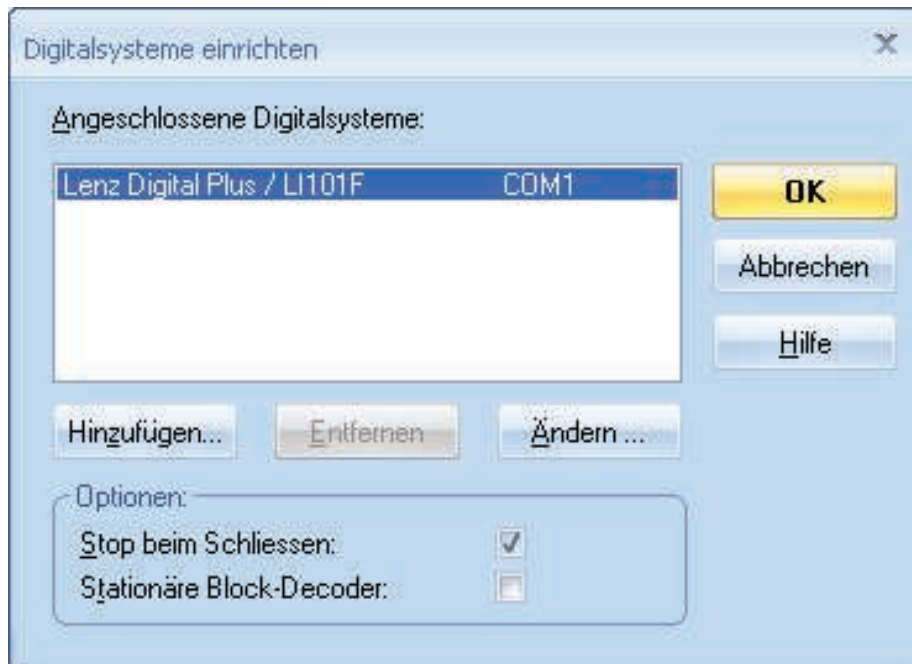 Digitalsysteme einrichten
Angeschlossene Digitalsysteme:
Lenz Digital Plus / LI101F COM1
OK
Abbrechen
Hilfe
Hinzufügen... Entfernen Ändern ...
Optionen:
Stop beim Schliessen:
Stationäre Block-Decoder: